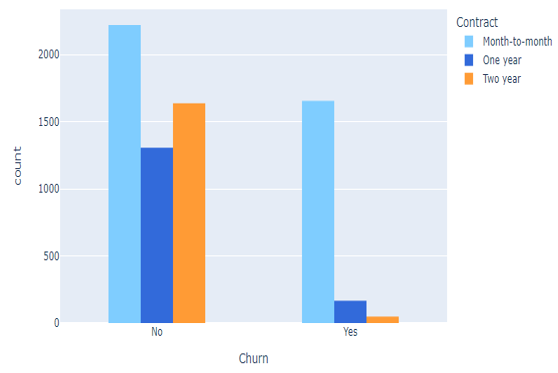 Contract
Month-to-month
One year
Two year
2000
1500
1000
500
0
count
No
Yes
Churn